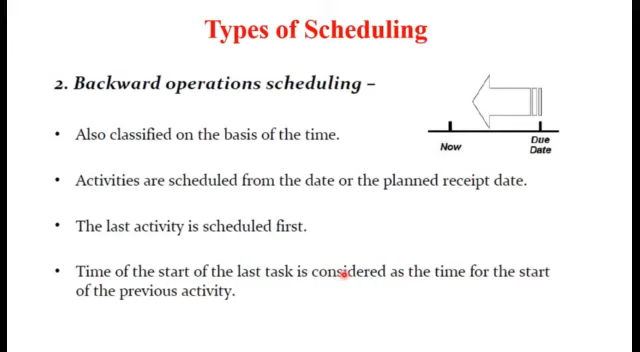 Types of Scheduling
2. Backward operations scheduling –
• Also classified on the basis of the time.
Now
Due
Date
• Activities are scheduled from the date or the planned receipt date.
• The last activity is scheduled first.
• Time of the start of the last task is considered as the time for the start
of the previous activity.